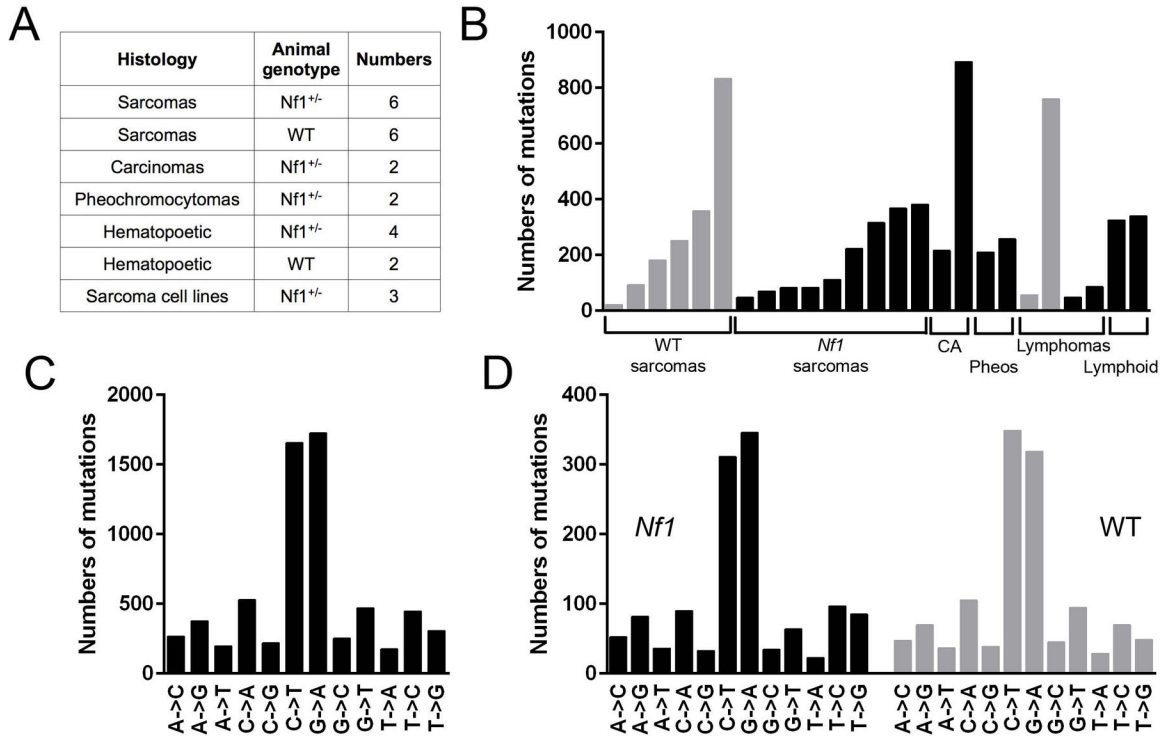 A
Histology Animal genotype Numbers
Sarcomas Nf1+/- 6
Sarcomas WT 6
Carcinomas Nf1+/- 2
Pheochromocytomas Nf1+/- 2
Hematopoetic Nf1+/- 4
Hematopoetic WT 2
Sarcoma cell lines Nf1+/- 3
B
Numbers of mutations
1000
800
600
400
200
0
WT sarcomas
Nf1 sarcomas
CA
Pheos
Lymphomas
Lymphoid
C
Numbers of mutations
2000
1500
1000
500
0
A->C
A->G
A->T
C->A
C->G
C->T
G->A
G->C
G->T
T->A
T->C
T->G
D
Numbers of mutations
400
300
200
100
0
Nf1
WT
A->C
A->G
A->T
C->A
C->G
C->T
G->A
G->C
G->T
T->A
T->C
T->G
A->C
A->G
A->T
C->A
C->G
C->T
G->A
G->C
G->T
T->A
T->C
T->G